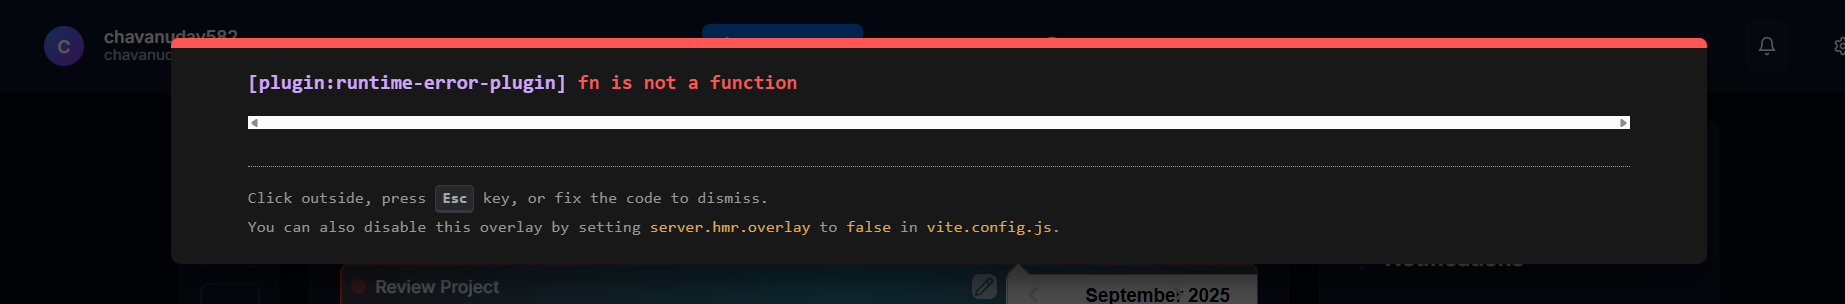 C
chavanuday582
[plugin:runtime-error-plugin] fn is not a function
Click outside, press Esc key, or fix the code to dismiss.
You can also disable this overlay by setting server.hmr.overlay to false in vite.config.js.
Review Project
September 2025
Notifications